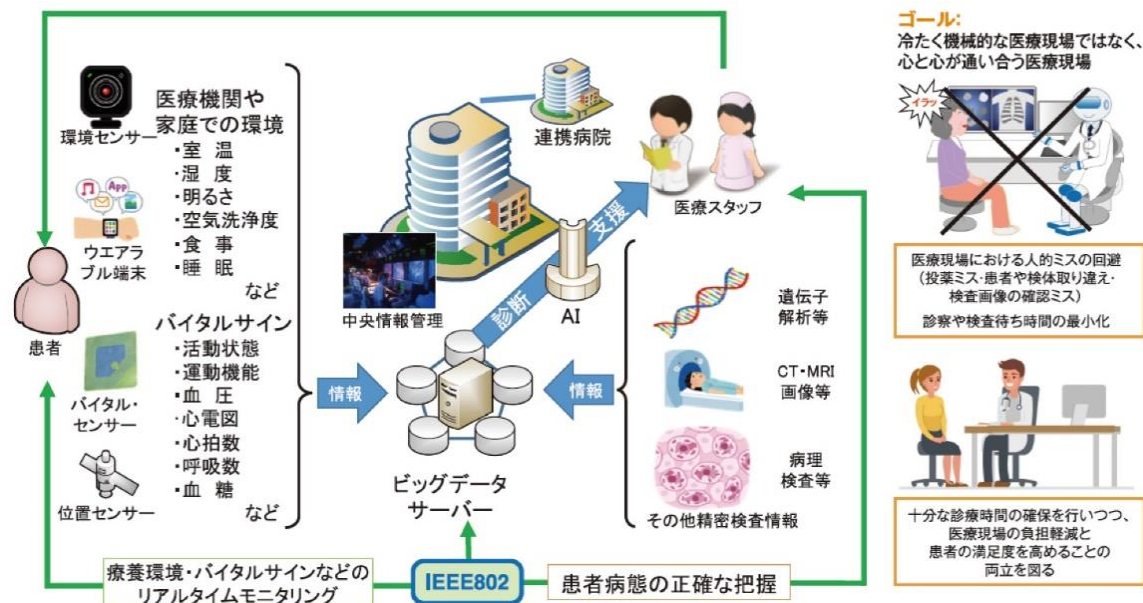 環境センサー
ウエアラ
ブル端末
患者
バイタル・
センサー
位置センサー
医療機関や
家庭での環境
・室 温
・湿 度
・明るさ
・空気洗浄度
・食 事
・睡 眠
など
バイタルサイン
・活動状態
・運動機能
・血 圧
・心電図
・心拍数
・呼吸数
・血 糖
など
App
情報
中央情報管理
連携病院
医療スタッフ
診断
AI
支援
ビッグデータ
サーバー
情報
遺伝子
解析等
CT・MRI
画像等
病理
検査等
その他精密検査情報
療養環境・バイタルサインなどの
リアルタイムモニタリング
IEEE802
患者病態の正確な把握
ゴール:
冷たく機械的な医療現場ではなく、
心と心が通い合う医療現場
イラッ
医療現場における人的ミスの回避
(投薬ミス・患者や検体取り違え・
検査画像の確認ミス)
診察や検査待ち時間の最小化
十分な診療時間の確保を行いつつ、
医療現場の負担軽減と
患者の満足度を高めることの
両立を図る